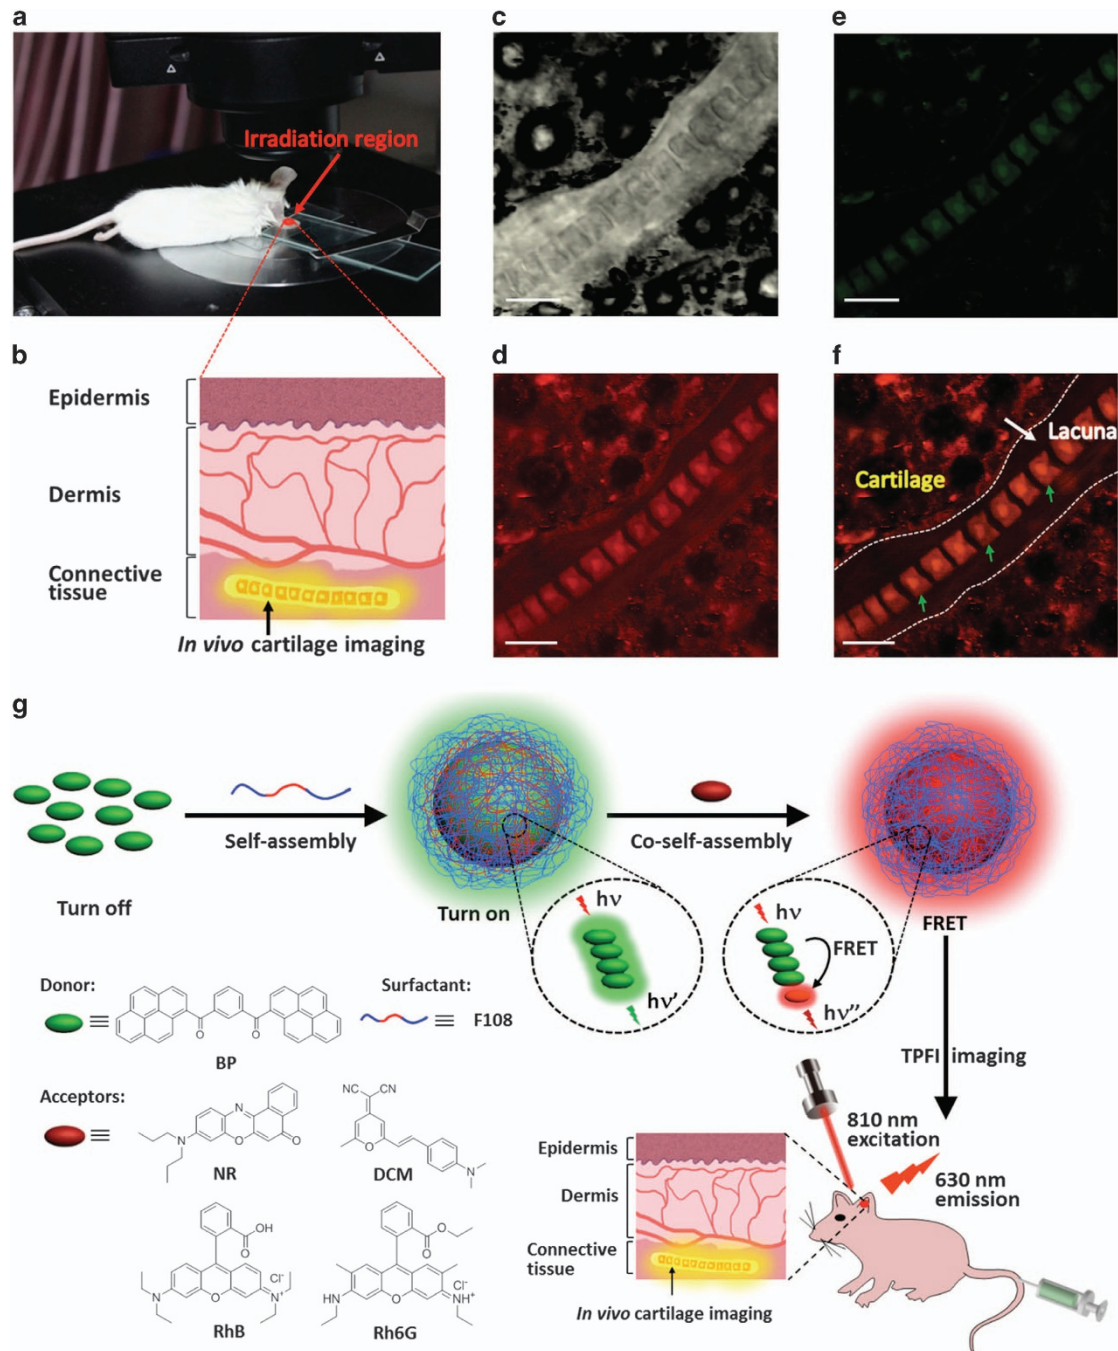 a
Irradiation region
b
Epidermis
Dermis
Connective
tissue
In vivo cartilage imaging
c
d
e
f
Lacuna
Cartilage
g
Self-assembly
Co-self-assembly
Turn off
Turn on
FRET
hν
hν'
hν
FRET
hν''
Donor:
Surfactant:
F108
O
O
BP
TPFI imaging
Acceptors:
N
N
O
O
NR
NC
CN
O
N
DCM
OH
O
N
O
N+
Cl-
RhB
O
O
HN
O
NH+
Cl-
Rh6G
810 nm
excitation
630 nm
emission
Epidermis
Dermis
Connective
tissue
In vivo cartilage imaging